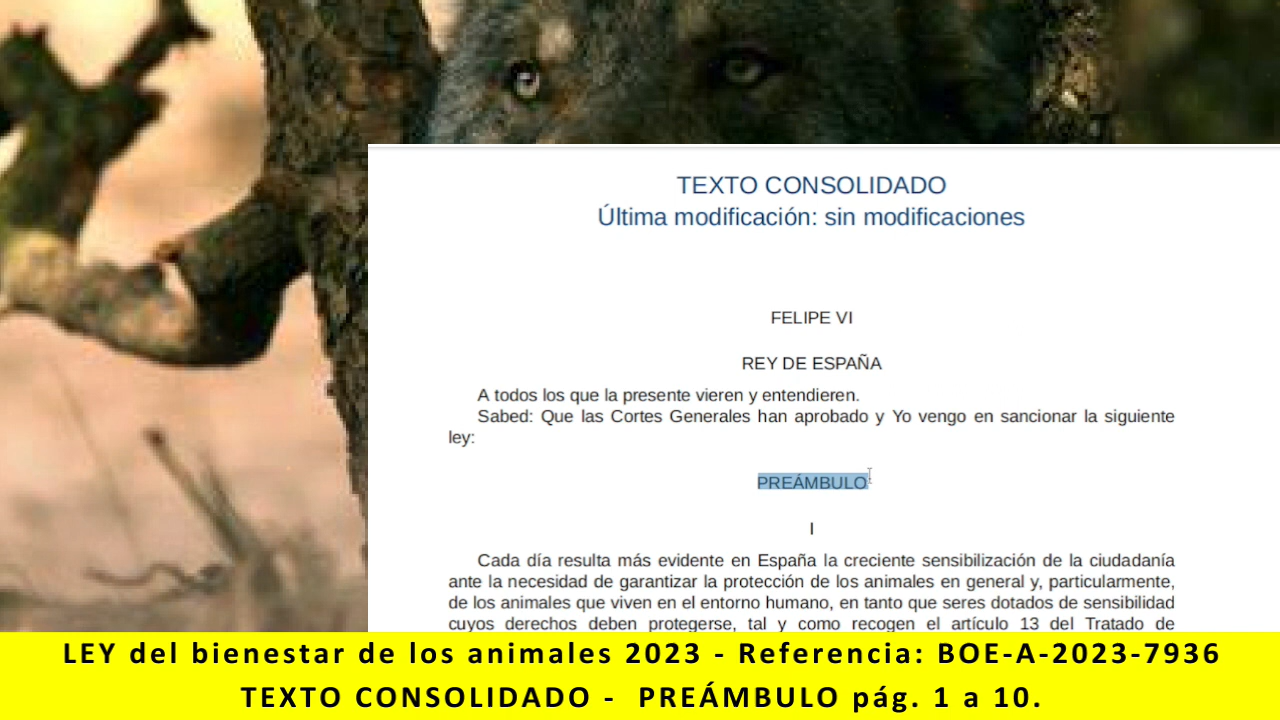 TEXTO CONSOLIDADO
Última modificación: sin modificaciones
FELIPE VI
REY DE ESPAÑA
A todos los que la presente vieren y entendieren.
Sabed: Que las Cortes Generales han aprobado y Yo vengo en sancionar la siguiente
ley:
PREÁMBULO
I
Cada día resulta más evidente en España la creciente sensibilización de la ciudadanía
ante la necesidad de garantizar la protección de los animales en general y, particularmente,
de los animales que viven en el entorno humano, en tanto que seres dotados de sensibilidad
cuyos derechos deben protegerse, tal y como recogen el artículo 13 del Tratado de
LEY del bienestar de los animales 2023 - Referencia: BOE-A-2023-7936
TEXTO CONSOLIDADO - PREÁMBULO pág. 1 a 10.